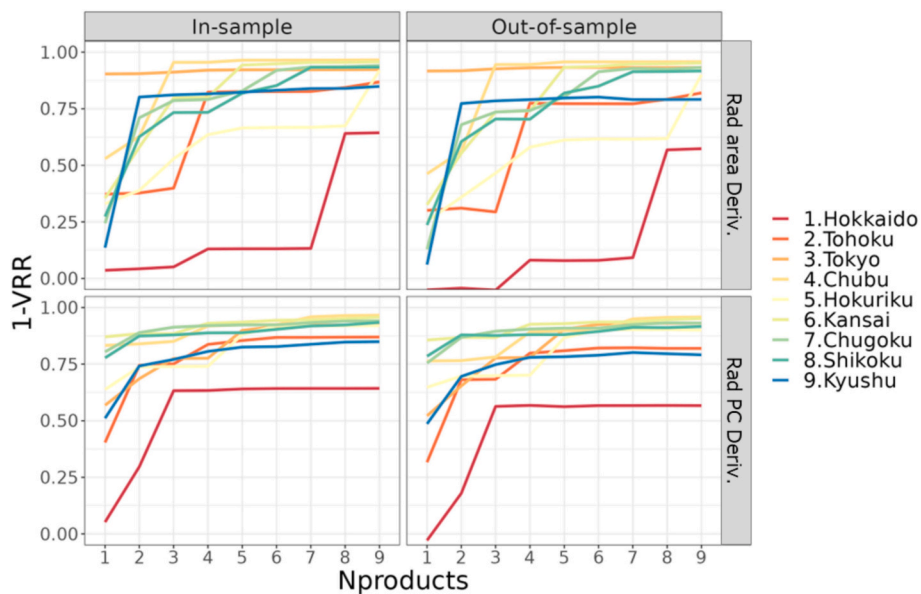 In-sample
Out-of-sample
1.00
0.75
0.50
0.25
0.00
Rad area Deriv.
1-VRR
1.00
0.75
0.50
0.25
0.00
Rad PC Deriv.
1 2 3 4 5 6 7 8 9
1 2 3 4 5 6 7 8 9
Nproducts
1.Hokkaido
2.Tohoku
3.Tokyo
4.Chubu
5.Hokuriku
6.Kansai
7.Chugoku
8.Shikoku
9.Kyushu